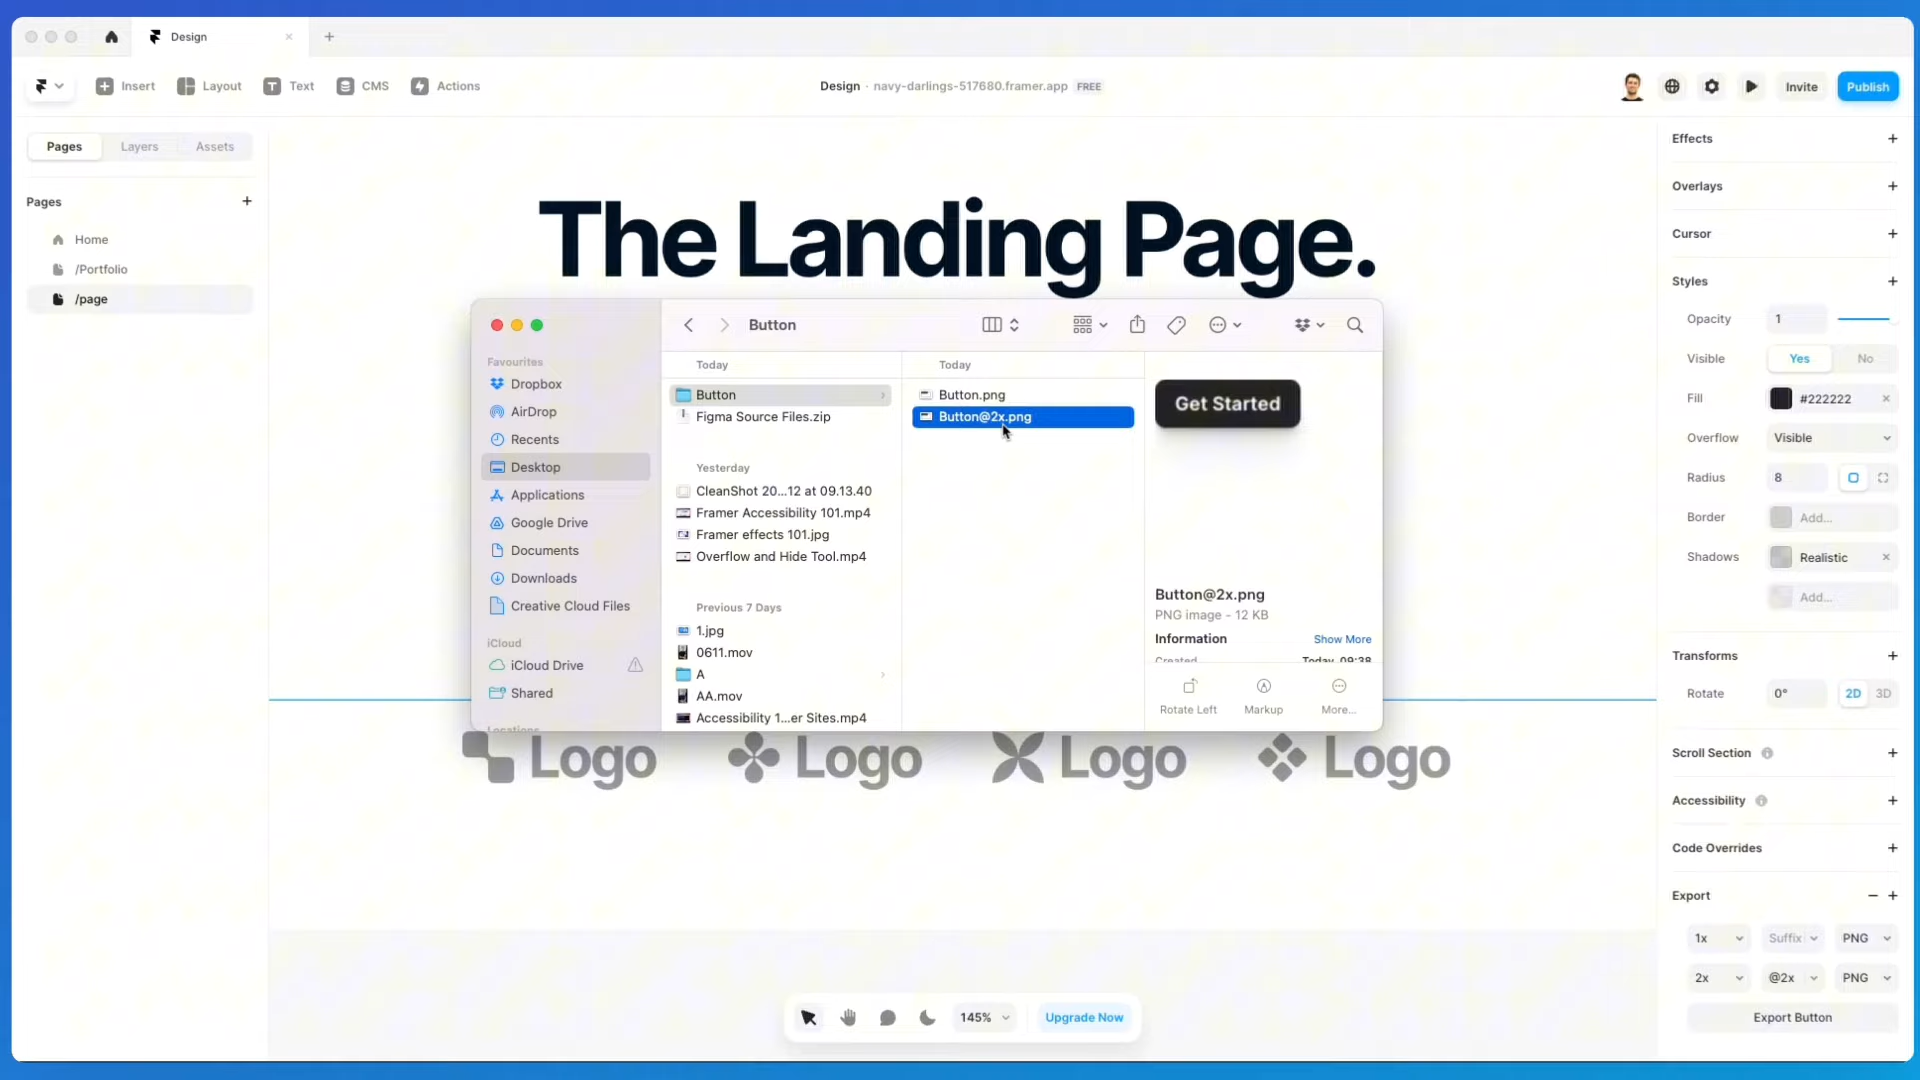 Design
Insert
Layout
Text
CMS
Actions
Design · navy-darlings-517680.framer.app FREE
Invite
Publish
Pages
Layers
Assets
Pages
Home
/Portfolio
/page
The Landing Page.
Button
Favourites
Dropbox
AirDrop
Recents
Desktop
Applications
Google Drive
Documents
Downloads
Creative Cloud Files
iCloud
iCloud Drive
Shared
Locations
Today
Button
Figma Source Files.zip
Yesterday
CleanShot 20...12 at 09.13.40
Framer Accessibility 101.mp4
Framer effects 101.jpg
Overflow and Hide Tool.mp4
Previous 7 Days
1.jpg
0611.mov
A
AA.mov
Accessibility 1...er Sites.mp4
Today
Button.png
Button@2x.png
Get Started
Button@2x.png
PNG image - 12 KB
Information Show More
Created Today, 09:38
Rotate Left
Markup
More...
Logo
Logo
Logo
Logo
145%
Upgrade Now
Effects
Overlays
Cursor
Styles
Opacity 1
Visible Yes No
Fill #222222
Overflow Visible
Radius 8
Border Add...
Shadows Realistic
Add...
Transforms
Rotate 0° 2D 3D
Scroll Section
Accessibility
Code Overrides
Export
1x Suffix PNG
2x @2x PNG
Export Button